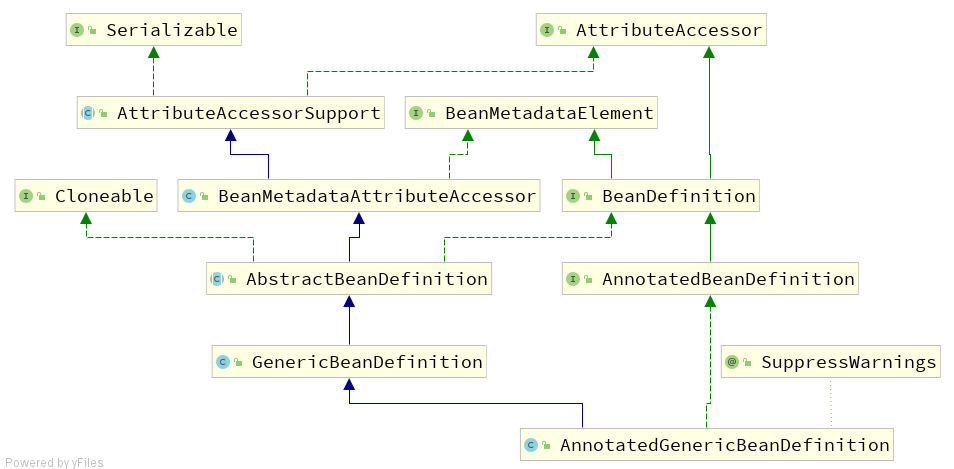 Serializable
AttributeAccessor
AttributeAccessorSupport
BeanMetadataElement
Cloneable
BeanMetadataAttributeAccessor
BeanDefinition
AbstractBeanDefinition
AnnotatedBeanDefinition
GenericBeanDefinition
SuppressWarnings
AnnotatedGenericBeanDefinition
Powered by yFiles